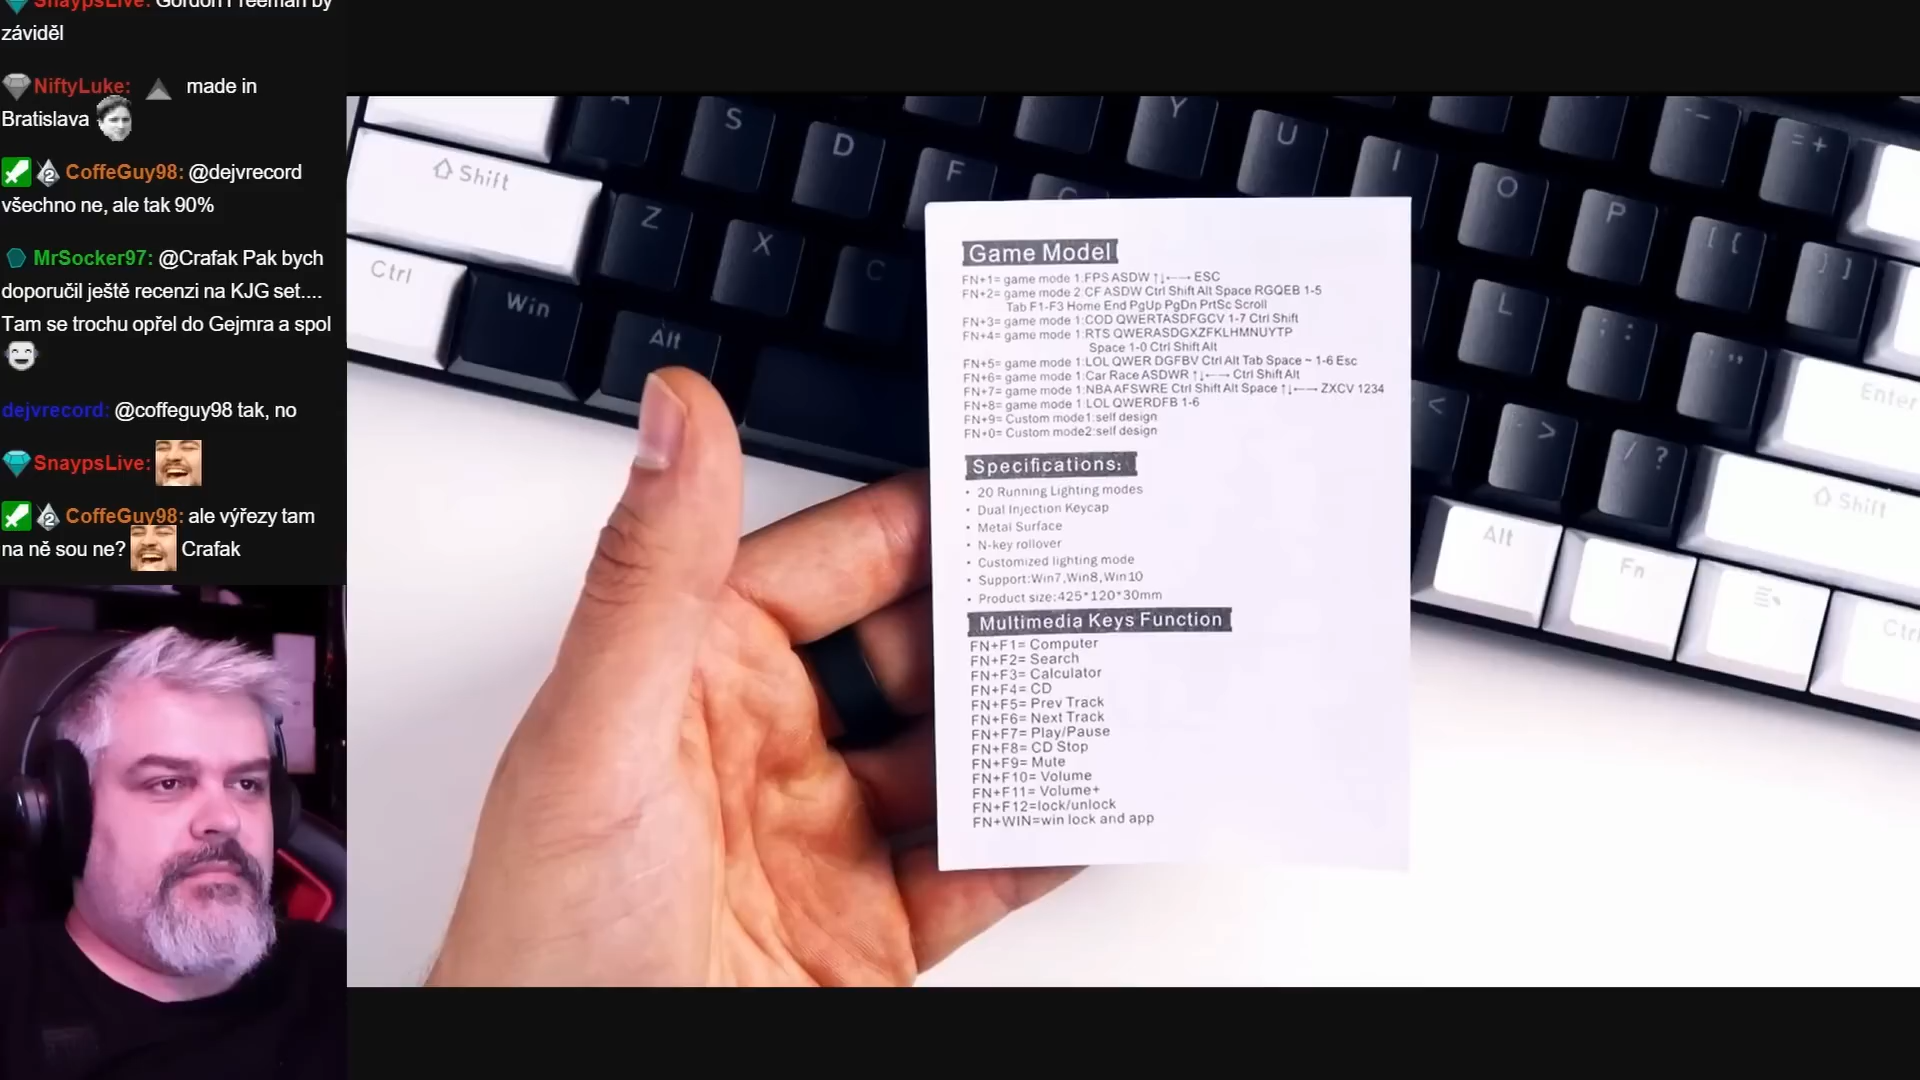 SnaypsLive: Gordon Freeman by
záviděl
NiftyLuke: made in
Bratislava
CoffeGuy98: @dejvrecord
všechno ne, ale tak 90%
MrSocker97: @Crafak Pak bych
doporučil ještě recenzi na KJG set....
Tam se trochu opřel do Gejmra a spol
dejvrecord: @coffeguy98 tak, no
SnaypsLive:
CoffeGuy98: ale výřezy tam
na ně sou ne? Crafak
A
S
D
F
G
Y
U
I
O
P
[ {
] }
- _
= +
Shift
Z
X
C
L
; :
' "
Enter
Ctrl
Win
Alt
<
. >
/ ?
Shift
Alt
Fn
Ctrl
Game Model
FN+1= game mode 1:FPS ASDW ↑↓←→ ESC
FN+2= game mode 2:CF ASDW Ctrl Shift Alt Space RGQEB 1-5
Tab F1-F3 Home End PgUp PgDn PrtSc Scroll
FN+3= game mode 1:COD QWERTASDFGCV 1-7 Ctrl Shift
FN+4= game mode 1:RTS QWERASDGXZFKLHMNUYTP
Space 1-0 Ctrl Shift Alt
FN+5= game mode 1:LOL QWER DGFBV Ctrl Alt Tab Space ~ 1-6 Esc
FN+6= game mode 1:Car Race ASDWR ↑↓←→ Ctrl Shift Alt
FN+7= game mode 1:NBA AFSWRE Ctrl Shift Alt Space ↑↓←→ ZXCV 1234
FN+8= game mode 1:LOL QWERDFB 1-6
FN+9= Custom mode1:self design
FN+0= Custom mode2:self design
Specifications:
• 20 Running Lighting modes
• Dual Injection Keycap
• Metal Surface
• N-key rollover
• Customized lighting mode
• Support:Win7,Win8,Win10
• Product size:425*120*30mm
Multimedia Keys Function
FN+F1= Computer
FN+F2= Search
FN+F3= Calculator
FN+F4= CD
FN+F5= Prev Track
FN+F6= Next Track
FN+F7= Play/Pause
FN+F8= CD Stop
FN+F9= Mute
FN+F10= Volume
FN+F11= Volume+
FN+F12=lock/unlock
FN+WIN=win lock and app